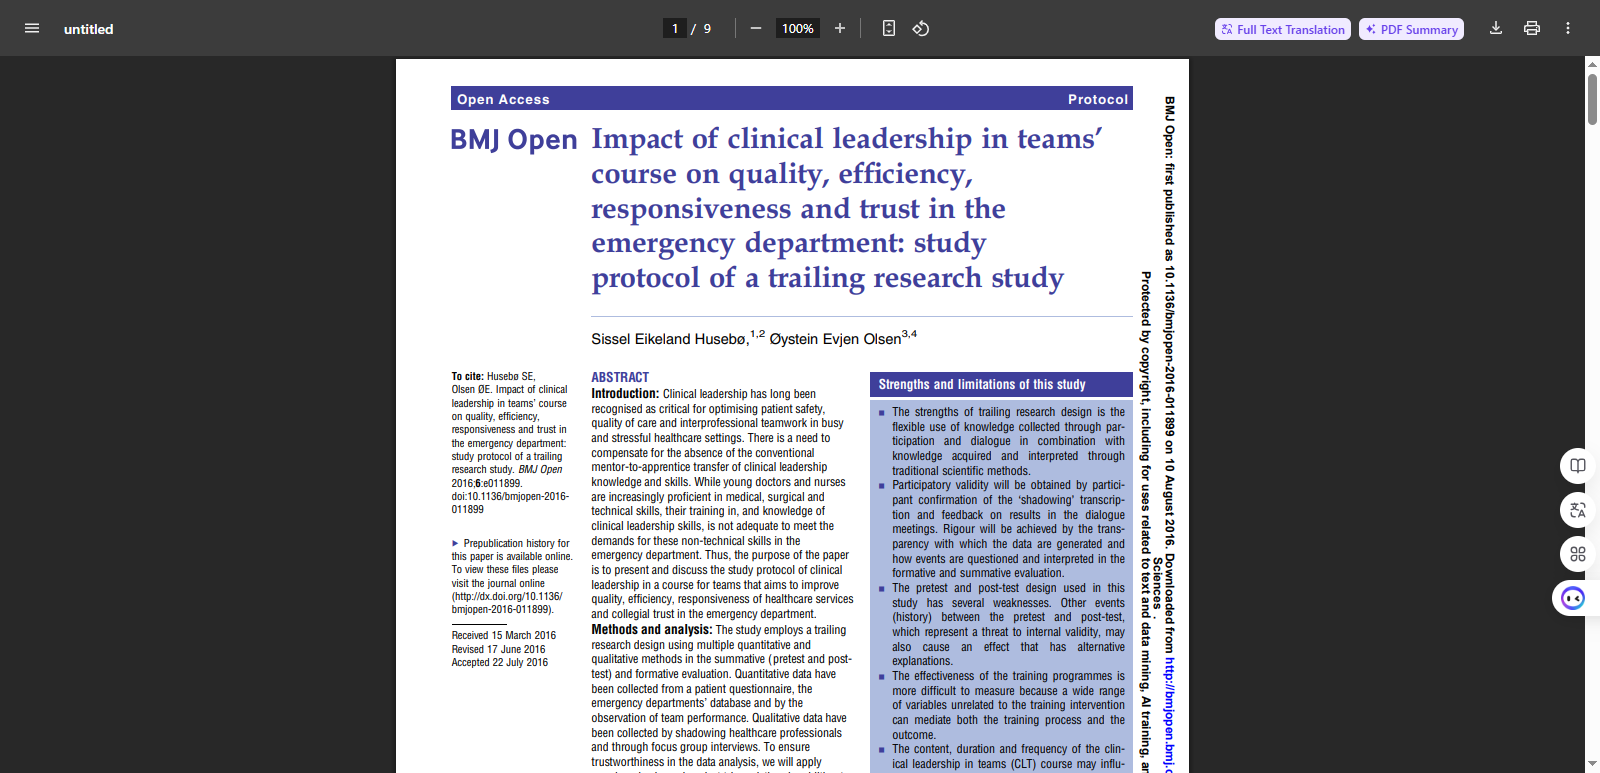 untitled
1 / 9
100%
Full Text Translation
PDF Summary
Open Access
Protocol
BMJ Open
Impact of clinical leadership in teams’
course on quality, efficiency,
responsiveness and trust in the
emergency department: study
protocol of a trailing research study
Sissel Eikeland Husebø,1,2 Øystein Evjen Olsen3,4
To cite: Husebø SE,
Olsen ØE. Impact of clinical
leadership in teams’ course
on quality, efficiency,
responsiveness and trust in
the emergency department:
study protocol of a trailing
research study. BMJ Open
2016;6:e011899.
doi:10.1136/bmjopen-2016-
011899
► Prepublication history for
this paper is available online.
To view these files please
visit the journal online
(http://dx.doi.org/10.1136/
bmjopen-2016-011899).
Received 15 March 2016
Revised 17 June 2016
Accepted 22 July 2016
ABSTRACT
Introduction: Clinical leadership has long been
recognised as critical for optimising patient safety,
quality of care and interprofessional teamwork in busy
and stressful healthcare settings. There is a need to
compensate for the absence of the conventional
mentor-to-apprentice transfer of clinical leadership
knowledge and skills. While young doctors and nurses
are increasingly proficient in medical, surgical and
technical skills, their training in, and knowledge of
clinical leadership skills, is not adequate to meet the
demands for these non-technical skills in the
emergency department. Thus, the purpose of the paper
is to present and discuss the study protocol of clinical
leadership in a course for teams that aims to improve
quality, efficiency, responsiveness of healthcare services
and collegial trust in the emergency department.
Methods and analysis: The study employs a trailing
research design using multiple quantitative and
qualitative methods in the summative (pretest and post-
test) and formative evaluation. Quantitative data have
been collected from a patient questionnaire, the
emergency departments’ database and by the
observation of team performance. Qualitative data have
been collected by shadowing healthcare professionals
and through focus group interviews. To ensure
trustworthiness in the data analysis, we will apply
Strengths and limitations of this study
▪ The strengths of trailing research design is the
flexible use of knowledge collected through par-
ticipation and dialogue in combination with
knowledge acquired and interpreted through
traditional scientific methods.
▪ Participatory validity will be obtained by partici-
pant confirmation of the ‘shadowing’ transcrip-
tion and feedback on results in the dialogue
meetings. Rigour will be achieved by the trans-
parency with which the data are generated and
how events are questioned and interpreted in the
formative and summative evaluation.
▪ The pretest and post-test design used in this
study has several weaknesses. Other events
(history) between the pretest and post-test,
which represent a threat to internal validity, may
also cause an effect that has alternative
explanations.
▪ The effectiveness of the training programmes is
more difficult to measure because a wide range
of variables unrelated to the training intervention
can mediate both the training process and the
outcome.
▪ The content, duration and frequency of the clin-
ical leadership in teams (CLT) course may influ-
BMJ Open: first published as 10.1136/bmjopen-2016-011899 on 10 August 2016. Downloaded from http://bmjopen.bmj.c
Sciences .
Protected by copyright, including for uses related to text and data mining, AI training, ar